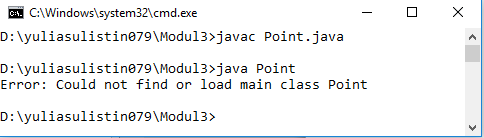 C:\Windows\system32\cmd.exe
D:\yuliasulistin079\Modul3>javac Point.java
D:\yuliasulistin079\Modul3>java Point
Error: Could not find or load main class Point
D:\yuliasulistin079\Modul3>